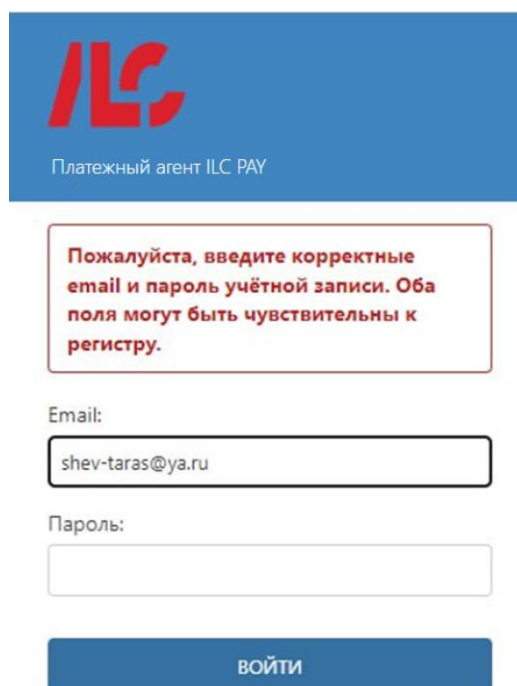 ILC
Платежный агент ILC PAY
Пожалуйста, введите корректные
email и пароль учётной записи. Оба
поля могут быть чувствительны к
регистру.
Email:
shev-taras@ya.ru
Пароль:
ВОЙТИ